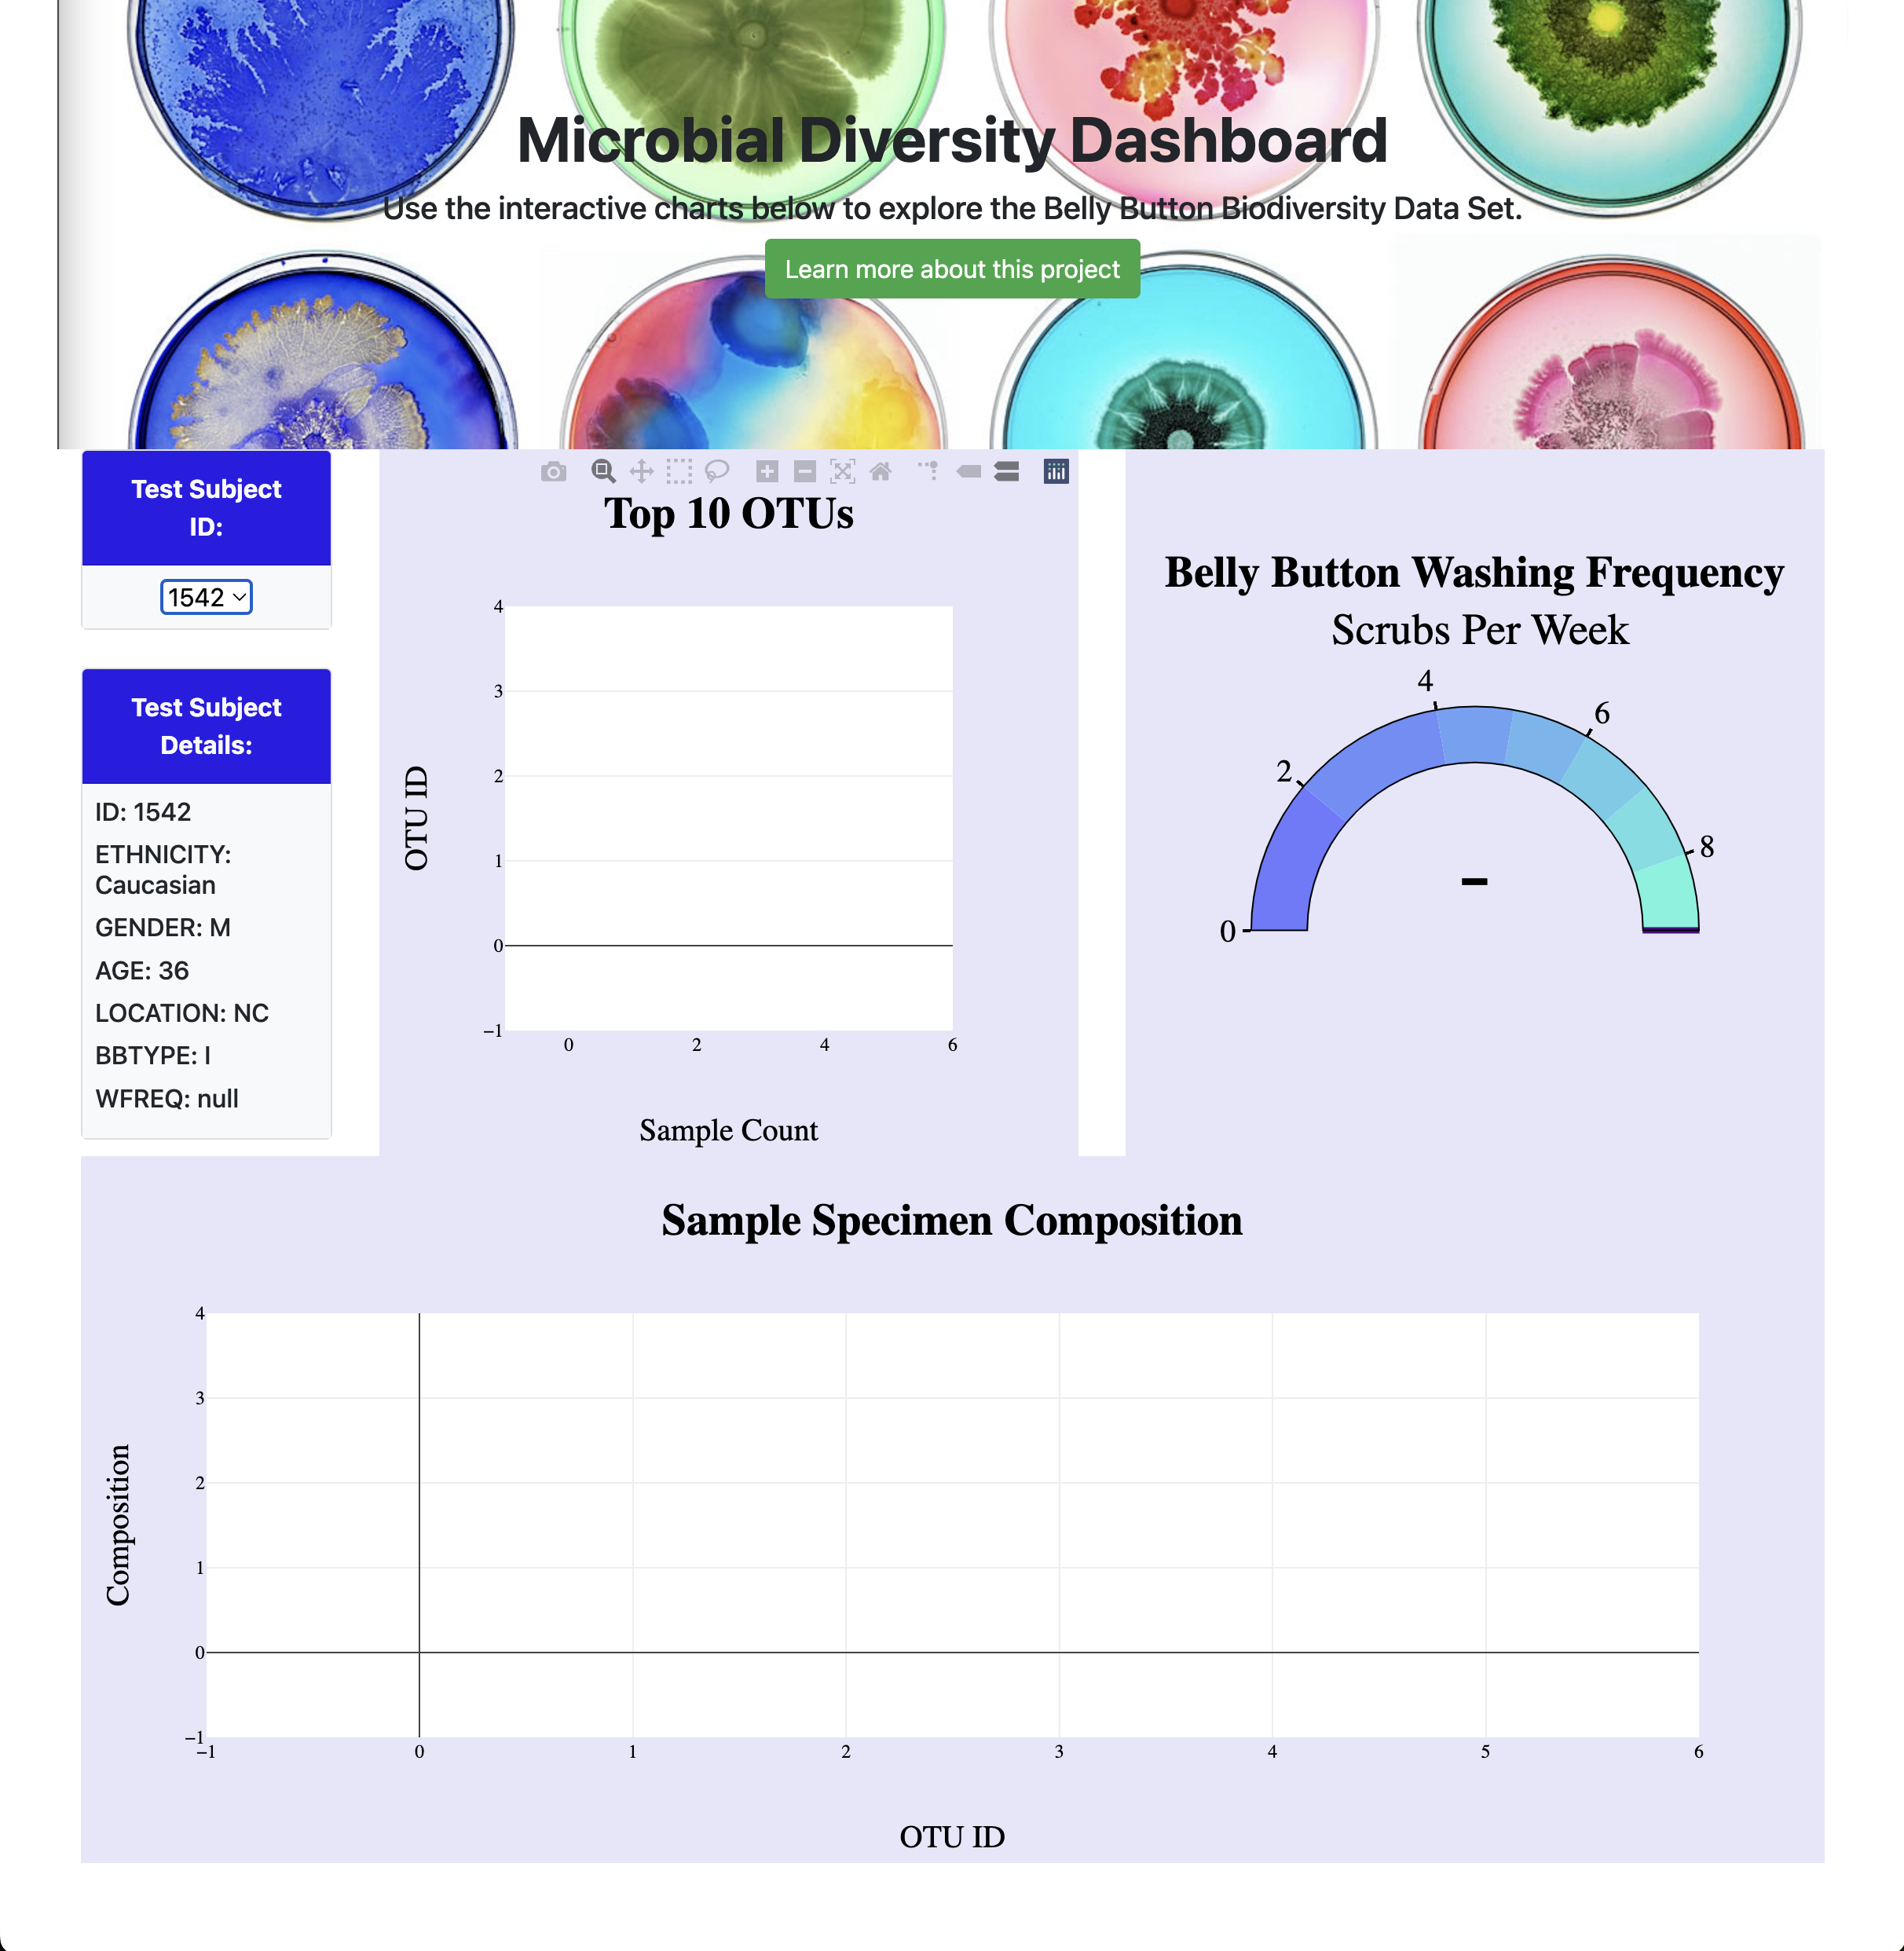 Microbial Diversity Dashboard
Use the interactive charts below to explore the Belly Button Biodiversity Data Set.
Learn more about this project
Test Subject
ID:
1542
Test Subject
Details:
ID: 1542
ETHNICITY:
Caucasian
GENDER: M
AGE: 36
LOCATION: NC
BBTYPE: I
WFREQ: null
Top 10 OTUs
OTU ID
4
3
2
1
0
−1
0 2 4 6
Sample Count
Belly Button Washing Frequency
Scrubs Per Week
0
2
4
6
8
–
Sample Specimen Composition
Composition
4
3
2
1
0
−1
−1 0 1 2 3 4 5 6
OTU ID